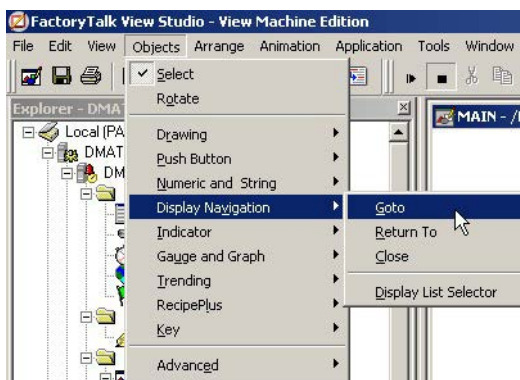 FactoryTalk View Studio - View Machine Edition
File Edit View Objects Arrange Animation Application Tools Window
Explorer - DMAT
MAIN - /
Local (PA
DMAT
DM
Select
Rotate
Drawing
Push Button
Numeric and String
Display Navigation
Indicator
Gauge and Graph
Trending
RecipePlus
Key
Advanced
Goto
Return To
Close
Display List Selector